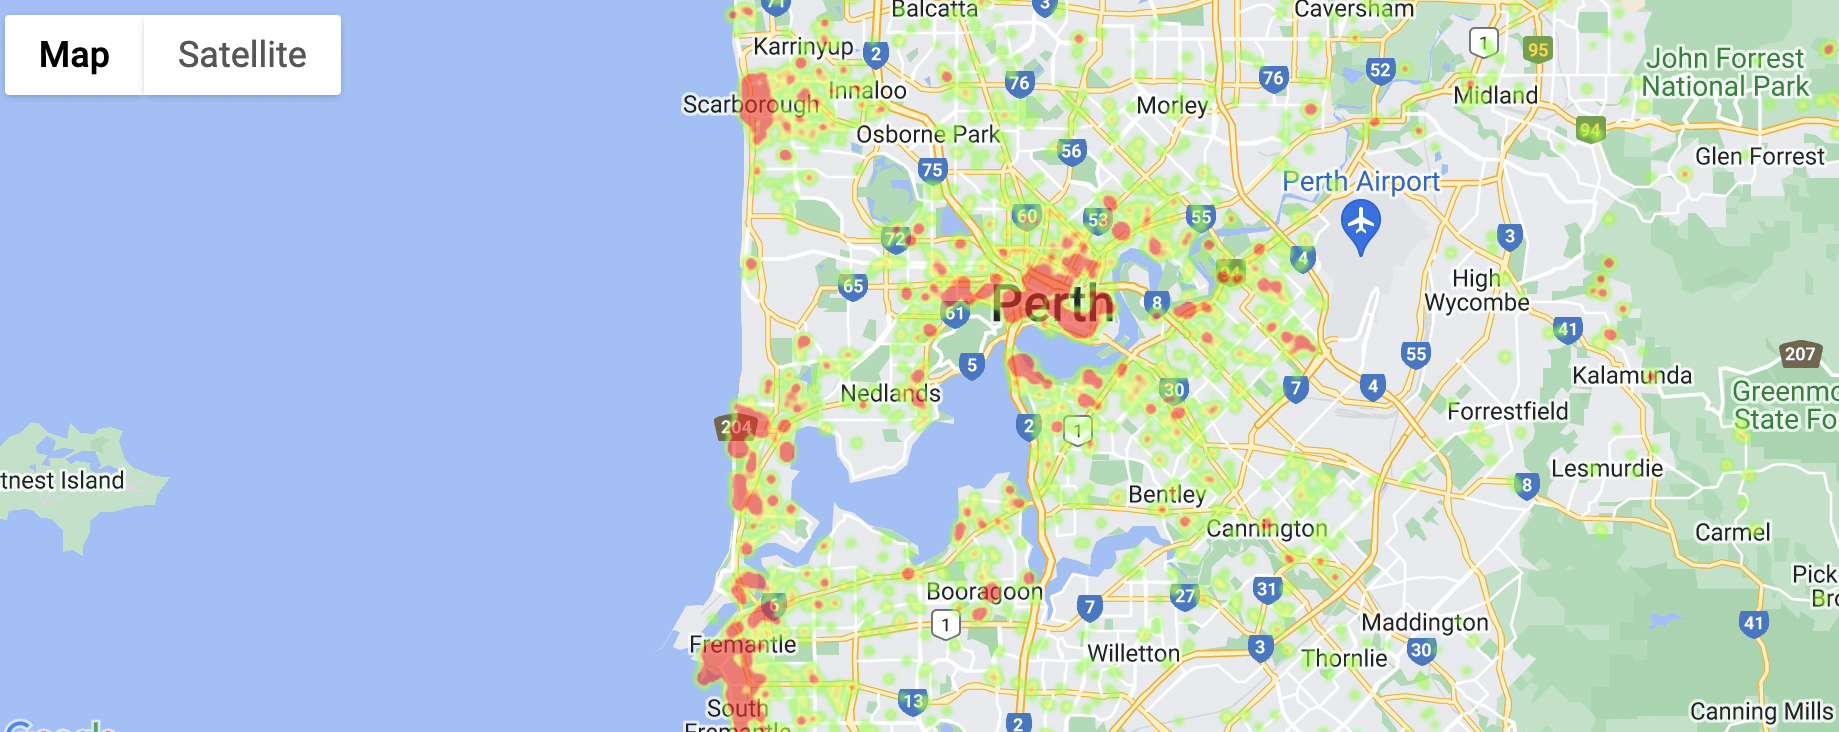 Map
Satellite
71
Balcatta
3
Caversham
Karrinyup
2
1
95
John Forrest
National Park
76
76
52
Scarborough
Innaloo
Morley
Midland
Osborne Park
94
75
56
Glen Forrest
Perth Airport
60
53
55
72
3
4
65
High
Wycombe
Perth
8
61
41
5
55
207
Nedlands
30
7
4
Kalamunda
Greenmo
State Fo
204
2
1
Forrestfield
tnest Island
Bentley
Lesmurdie
8
Cannington
Carmel
Booragoon
31
27
7
6
Pick
Bro
1
Maddington
41
Fremantle
Willetton
3
Thornlie
30
13
South
Fremantle
2
Canning Mills
Google